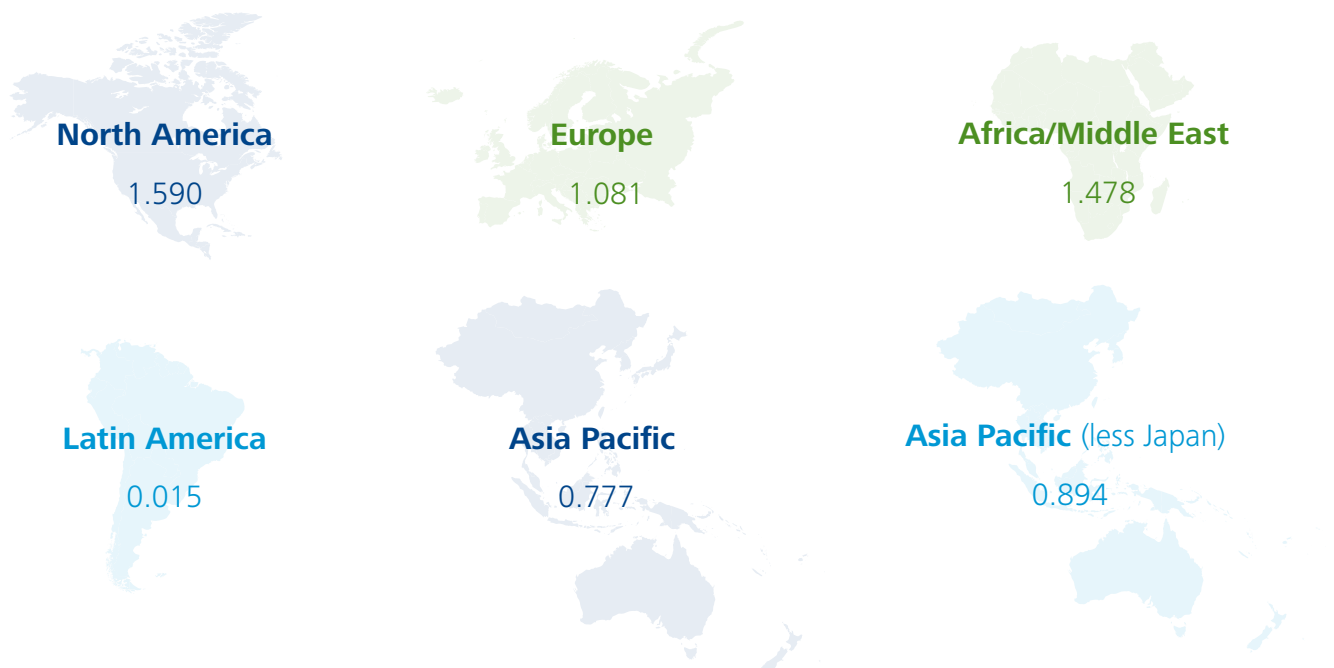 North America
1.590
Europe
1.081
Africa/Middle East
1.478
Latin America
0.015
Asia Pacific
0.777
Asia Pacific (less Japan)
0.894